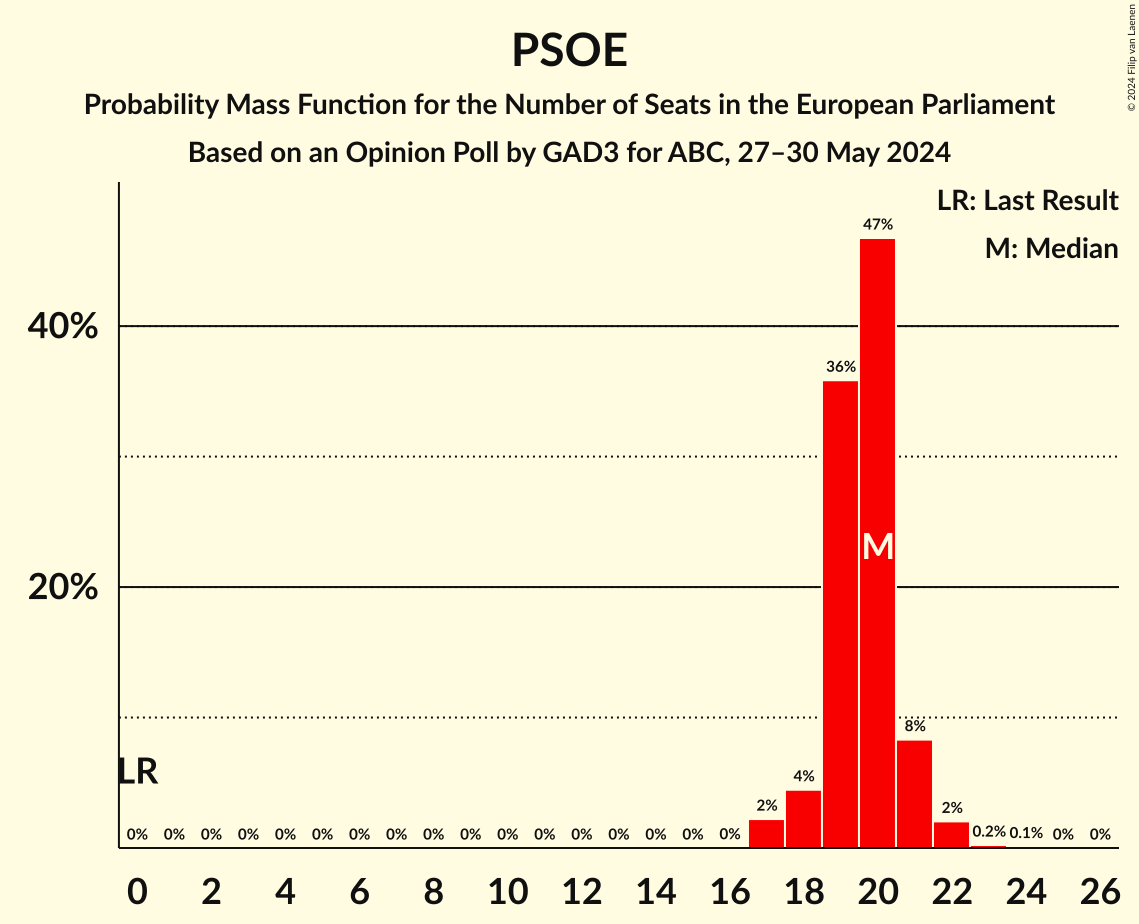 PSOE
Probability Mass Function for the Number of Seats in the European Parliament
Based on an Opinion Poll by GAD3 for ABC, 27–30 May 2024
© 2024 Filip van Laenen
LR: Last Result
M: Median
47%
40%
36%
M
20%
8%
LR
4%
2%
2%
0% 0% 0% 0% 0% 0% 0% 0% 0% 0% 0% 0% 0% 0% 0% 0% 0% 0.2% 0.1% 0% 0%
0 2 4 6 8 10 12 14 16 18 20 22 24 26